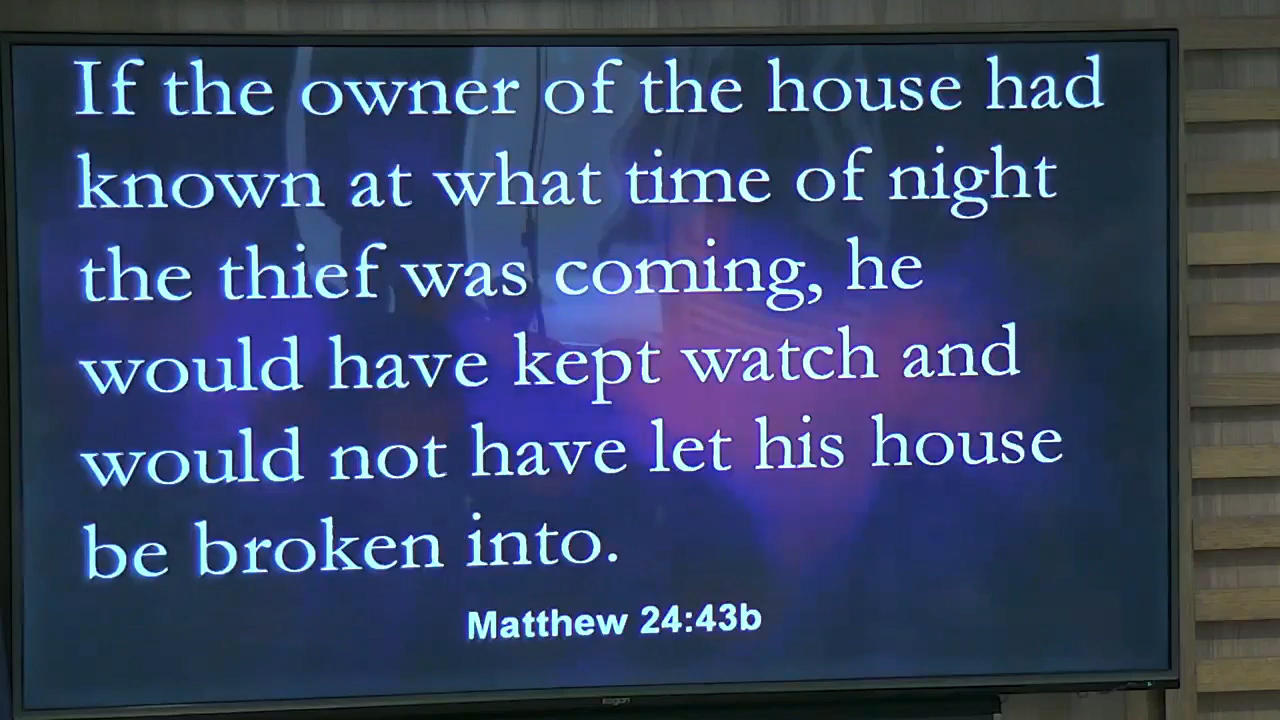 If the owner of the house had
known at what time of night
the thief was coming, he
would have kept watch and
would not have let his house
be broken into.
Matthew 24:43b